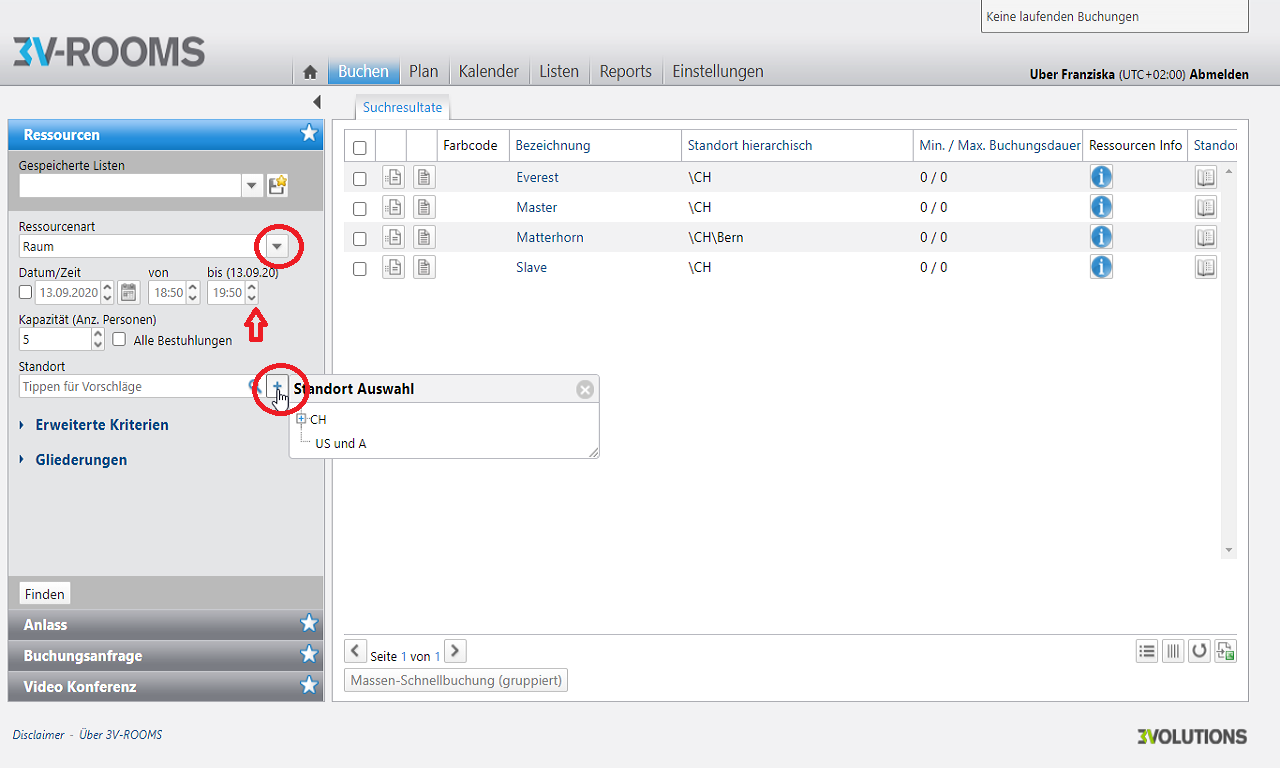 Keine laufenden Buchungen
3V-ROOMS
Buchen Plan Kalender Listen Reports Einstellungen
Uber Franziska (UTC+02:00) Abmelden
Suchresultate
Ressourcen
Gespeicherte Listen
Ressourcenart
Raum
Datum/Zeit von bis (13.09.20)
13.09.2020 18:50 19:50
Kapazität (Anz. Personen)
5 Alle Bestuhlungen
Standort
Tippen für Vorschläge
Erweiterte Kriterien
Gliederungen
Finden
Anlass
Buchungsanfrage
Video Konferenz
Farbcode Bezeichnung Standort hierarchisch Min. / Max. Buchungsdauer Ressourcen Info Standor
Everest \CH 0 / 0
Master \CH 0 / 0
Matterhorn \CH\Bern 0 / 0
Slave \CH 0 / 0
Standort Auswahl
CH
US und A
Seite 1 von 1
Massen-Schnellbuchung (gruppiert)
Disclaimer - Über 3V-ROOMS
3VOLUTIONS